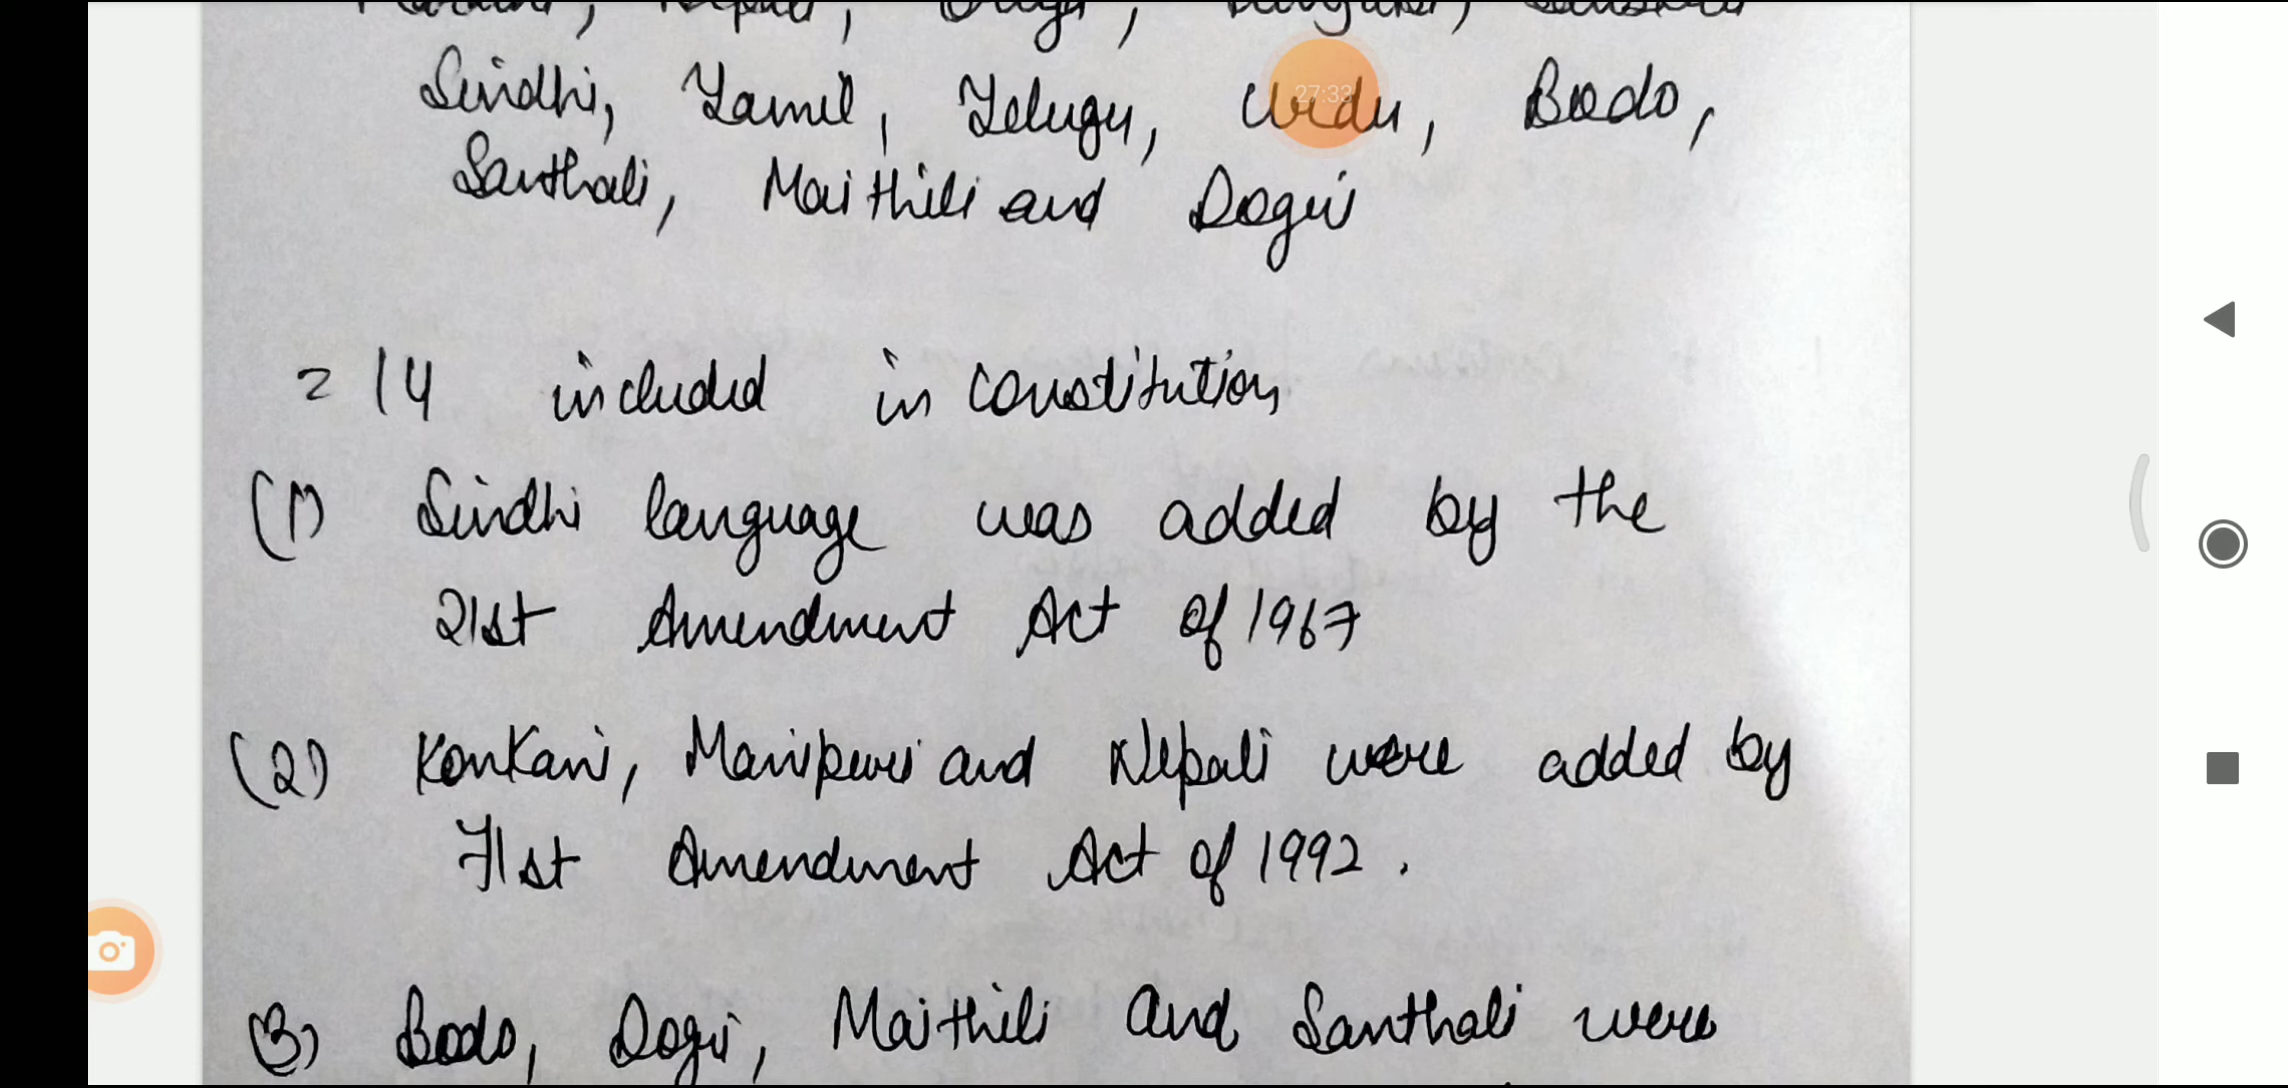 Sindhi, Tamil, Telugu, Urdu, Bodo,
27:33
Santhali, Maithili and Dogri
= 14 included in constitution
(1) Sindhi language was added by the
21st Amendment Act of 1967
(2) Konkani, Manipuri and Nepali were added by
71st Amendment Act of 1992.
(3) Bodo, Dogri, Maithili and Santhali were